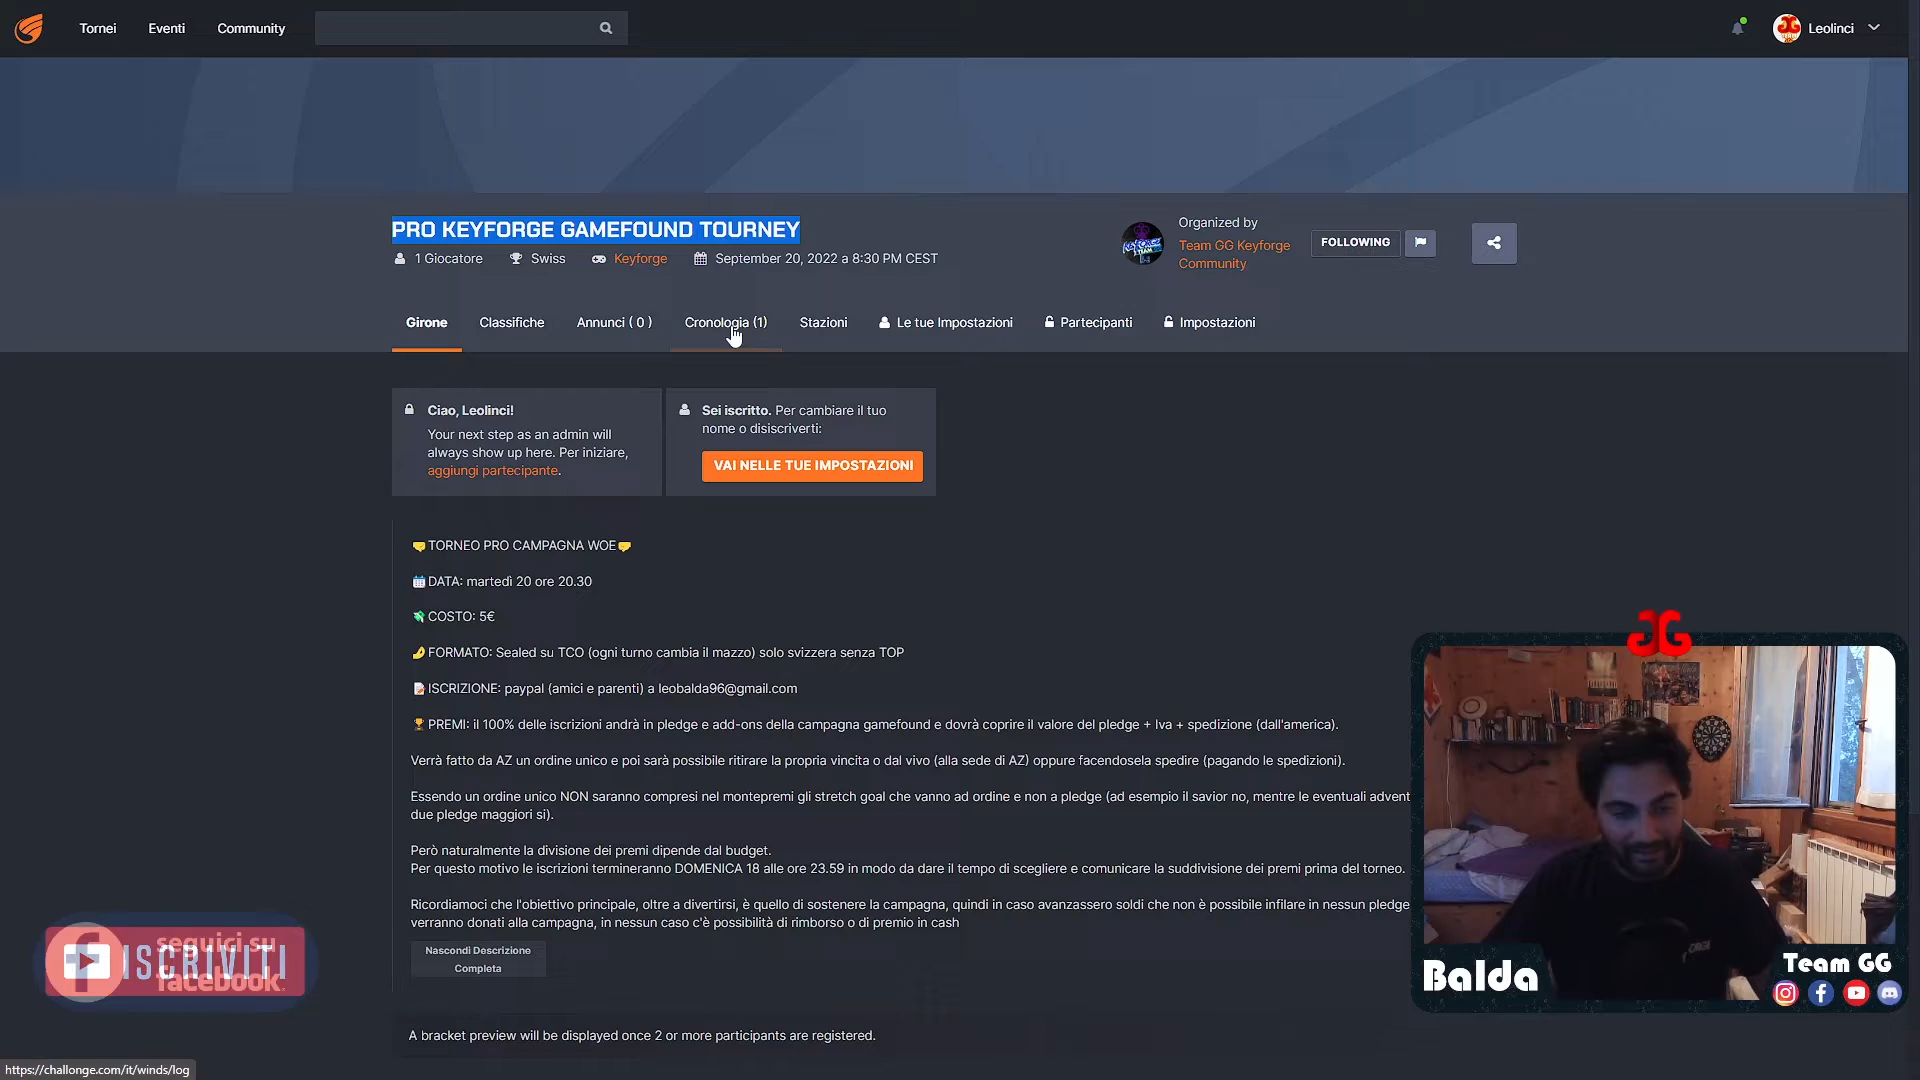 Tornei
Eventi
Community
Leolinci
PRO KEYFORGE GAMEFOUND TOURNEY
1 Giocatore
Swiss
Keyforge
September 20, 2022 a 8:30 PM CEST
Organized by
Team GG Keyforge
Community
FOLLOWING
Girone
Classifiche
Annunci ( 0 )
Cronologia (1)
Stazioni
Le tue Impostazioni
Partecipanti
Impostazioni
Ciao, Leolinci!
Your next step as an admin will
always show up here. Per iniziare,
aggiungi partecipante.
Sei iscritto. Per cambiare il tuo
nome o disiscriverti:
VAI NELLE TUE IMPOSTAZIONI
🤜TORNEO PRO CAMPAGNA WOE🤛
📅DATA: martedì 20 ore 20.30
💸COSTO: 5€
🤌FORMATO: Sealed su TCO (ogni turno cambia il mazzo) solo svizzera senza TOP
📝ISCRIZIONE: paypal (amici e parenti) a leobalda96@gmail.com
🏆PREMI: il 100% delle iscrizioni andrà in pledge e add-ons della campagna gamefound e dovrà coprire il valore del pledge + Iva + spedizione (dall'america).
Verrà fatto da AZ un ordine unico e poi sarà possibile ritirare la propria vincita o dal vivo (alla sede di AZ) oppure facendosela spedire (pagando le spedizioni).
Essendo un ordine unico NON saranno compresi nel montepremi gli stretch goal che vanno ad ordine e non a pledge (ad esempio il savior no, mentre le eventuali advent
due pledge maggiori si).
Però naturalmente la divisione dei premi dipende dal budget.
Per questo motivo le iscrizioni termineranno DOMENICA 18 alle ore 23.59 in modo da dare il tempo di scegliere e comunicare la suddivisione dei premi prima del torneo.
Ricordiamoci che l'obiettivo principale, oltre a divertirsi, è quello di sostenere la campagna, quindi in caso avanzassero soldi che non è possibile infilare in nessun pledge
verranno donati alla campagna, in nessun caso c'è possibilità di rimborso o di premio in cash
Nascondi Descrizione
Completa
A bracket preview will be displayed once 2 or more participants are registered.
ISCRIVITI
seguici su
facebook
Balda
Team GG
https://challonge.com/it/winds/log